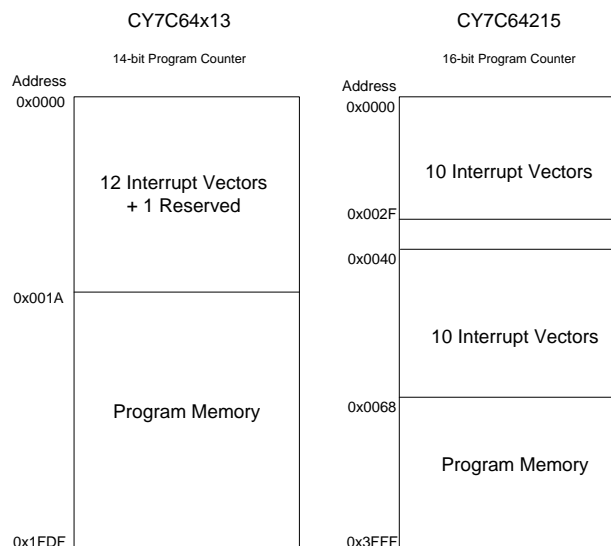 CY7C64x13
14-bit Program Counter
Address
0x0000
12 Interrupt Vectors
+ 1 Reserved
0x001A
Program Memory
0x1FDF
CY7C64215
16-bit Program Counter
Address
0x0000
10 Interrupt Vectors
0x002F
0x0040
10 Interrupt Vectors
0x0068
Program Memory
0x3FFF